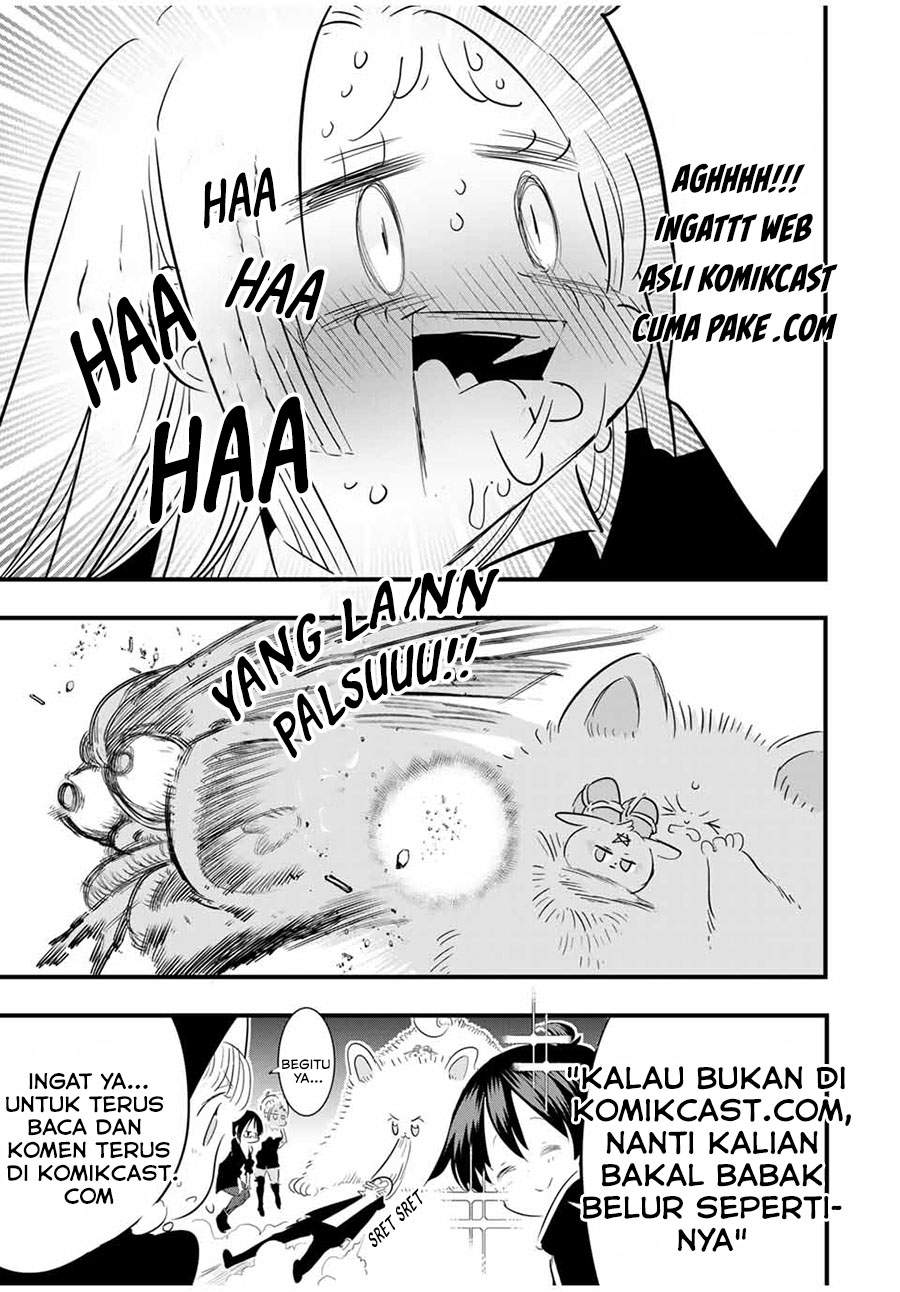 AGHHHH!!!
INGATTT WEB
ASLI KOMIKCAST
CUMA PAKE .COM
HAA
HAA
HAA
HAA
YANG LAINN
PALSUUU!!
"KALAU BUKAN DI
KOMIKCAST.COM,
NANTI KALIAN
BAKAL BABAK
BELUR SEPERTI-
NYA"
BEGITU
YA...
SRET SRET
INGAT YA...
UNTUK TERUS
BACA DAN
KOMEN TERUS
DI KOMIKCAST.
COM